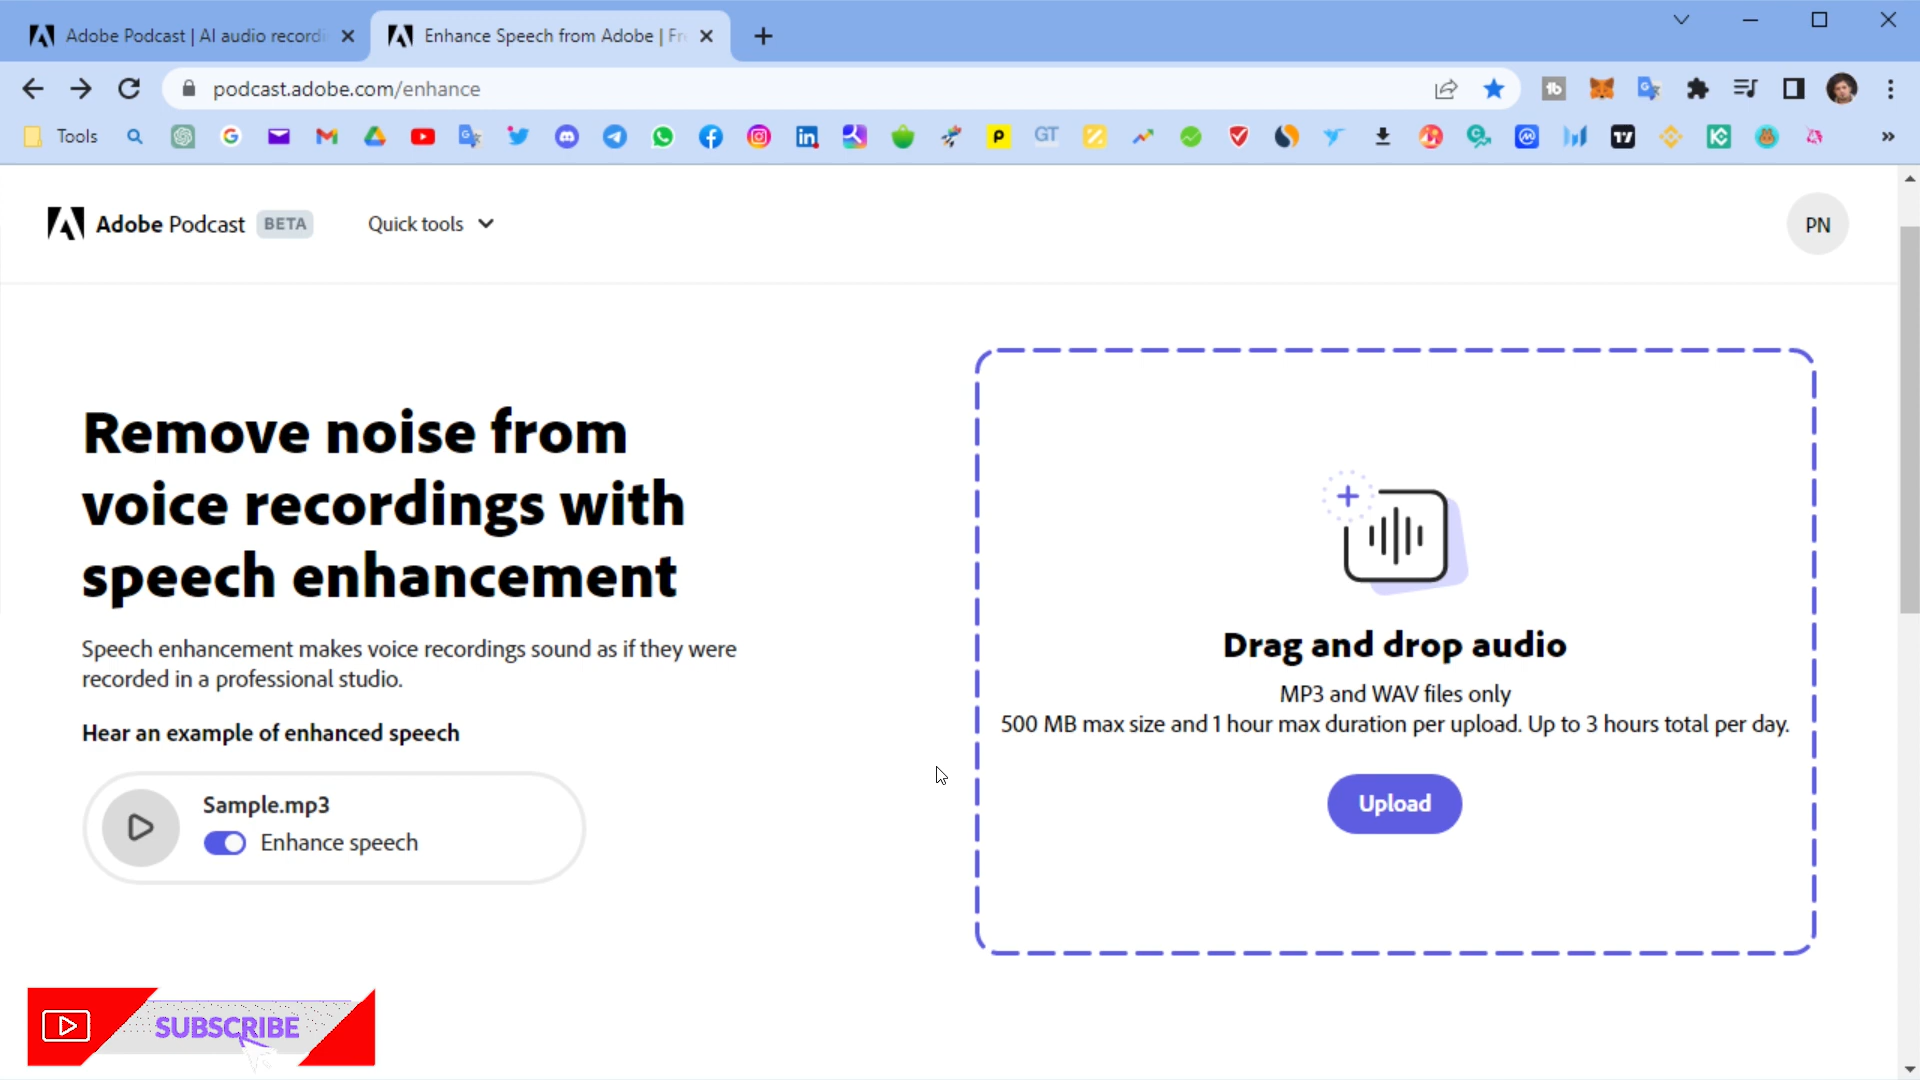 Adobe Podcast | AI audio recordi
Enhance Speech from Adobe | Fr
podcast.adobe.com/enhance
Tools
GT
Adobe Podcast BETA
Quick tools
PN
Remove noise from
voice recordings with
speech enhancement
Speech enhancement makes voice recordings sound as if they were
recorded in a professional studio.
Hear an example of enhanced speech
Sample.mp3
Enhance speech
Drag and drop audio
MP3 and WAV files only
500 MB max size and 1 hour max duration per upload. Up to 3 hours total per day.
Upload
SUBSCRIBE